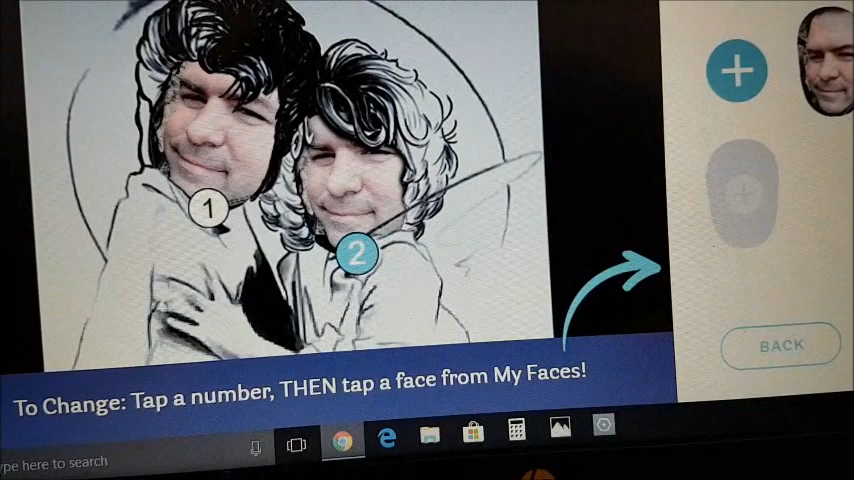 1
2
BACK
To Change: Tap a number, THEN tap a face from My Faces!
ype here to search